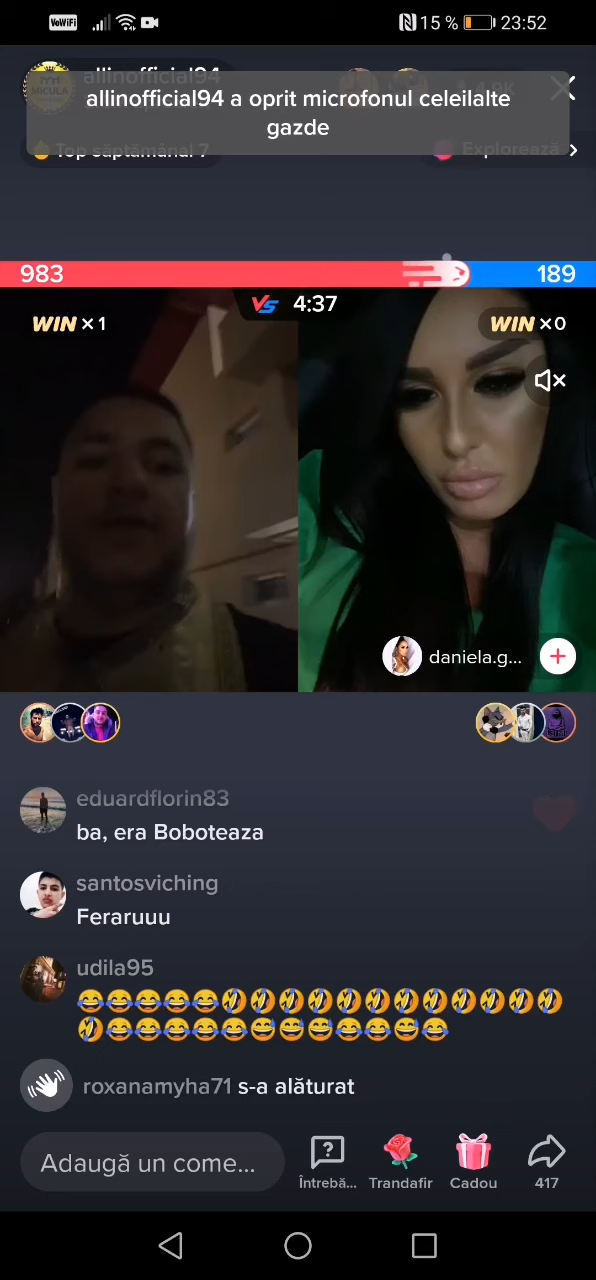 VoWiFi
15 %
23:52
allinofficial94
allinofficial94 a oprit microfonul celeilalte
gazde
Top săptămânal 7
Explorează
983
189
VS 4:37
WIN × 1
WIN ×0
daniela.g...
eduardflorin83
ba, era Boboteaza
santosviching
Feraruuu
udila95
😂😂😂😂😂🤣🤣🤣🤣🤣🤣🤣🤣🤣🤣🤣🤣
🤣😂😂😂😂😂😅😅😅😂😂😅😂
roxanamyha71 s-a alăturat
Adaugă un come...
Întrebă...
Trandafir
Cadou
417